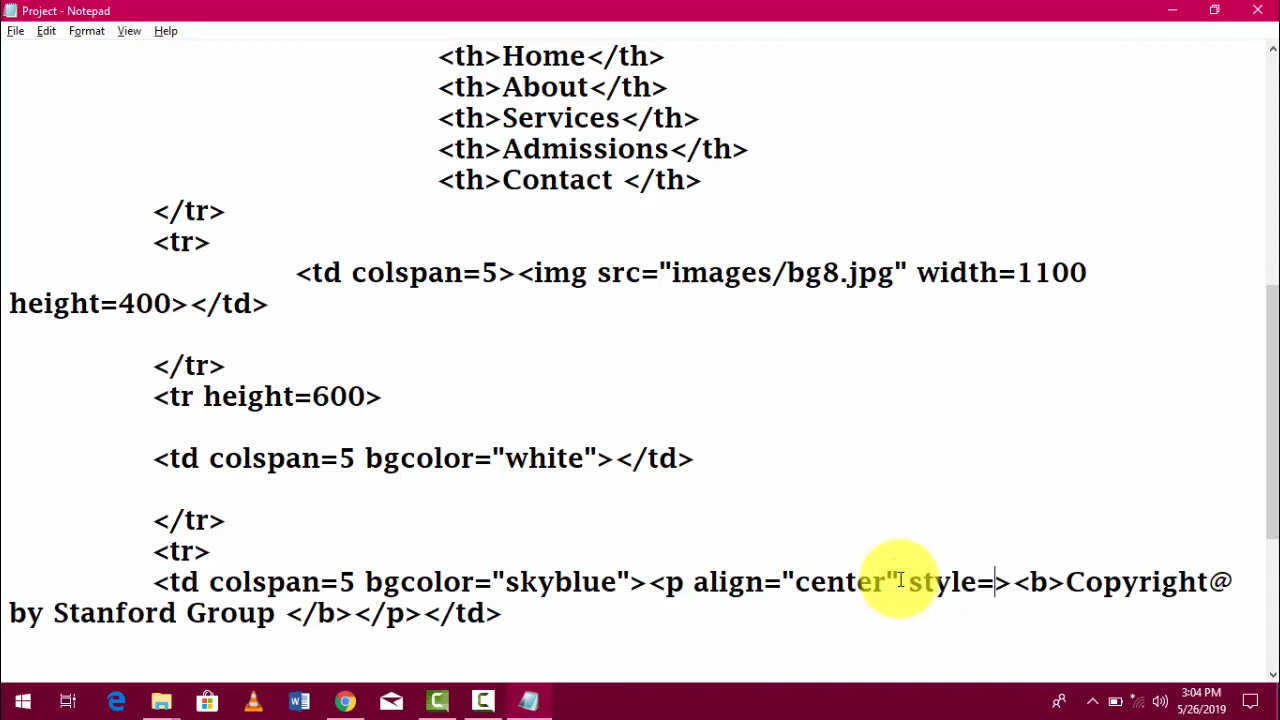 Project - Notepad
File Edit Format View Help
<th>Home</th>
<th>About</th>
<th>Services</th>
<th>Admissions</th>
<th>Contact </th>
</tr>
<tr>
<td colspan=5><img src="images/bg8.jpg" width=1100
height=400></td>
</tr>
<tr height=600>
<td colspan=5 bgcolor="white"></td>
</tr>
<tr>
<td colspan=5 bgcolor="skyblue"><p align="center" style=><b>Copyright@
by Stanford Group </b></p></td>
3:04 PM
5/26/2019